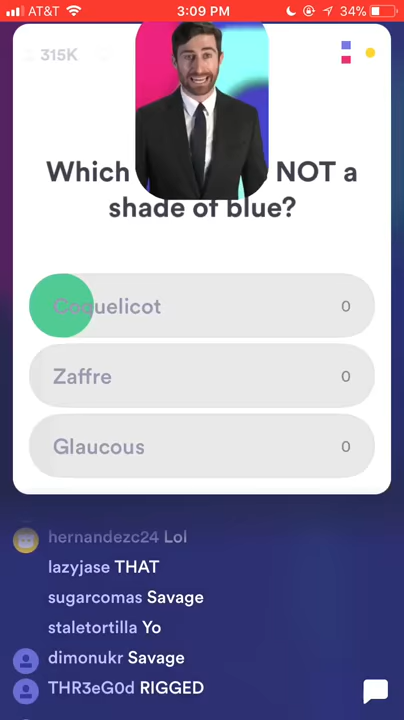 AT&T 3:09 PM 34%
315K
Which NOT a
shade of blue?
Coquelicot 0
Zaffre 0
Glaucous 0
hernandezc24 Lol
lazyjase THAT
sugarcomas Savage
staletortilla Yo
dimonukr Savage
THR3eG0d RIGGED